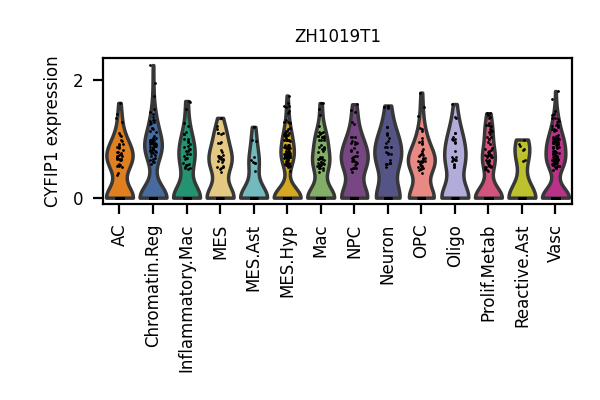 ZH1019T1
CYFIP1 expression
2
0
AC
Chromatin.Reg
Inflammatory.Mac
MES
MES.Ast
MES.Hyp
Mac
NPC
Neuron
OPC
Oligo
Prolif.Metab
Reactive.Ast
Vasc